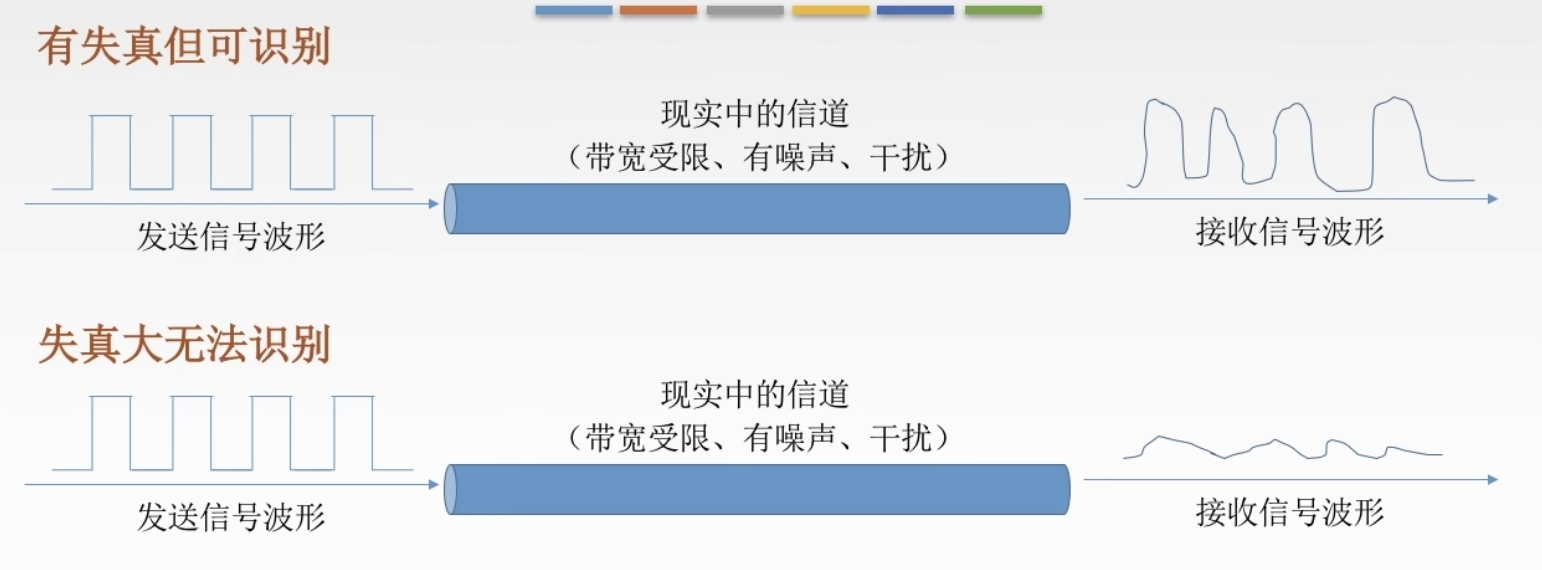 有失真但可识别
现实中的信道
（带宽受限、有噪声、干扰）
发送信号波形
接收信号波形
失真大无法识别
现实中的信道
（带宽受限、有噪声、干扰）
发送信号波形
接收信号波形